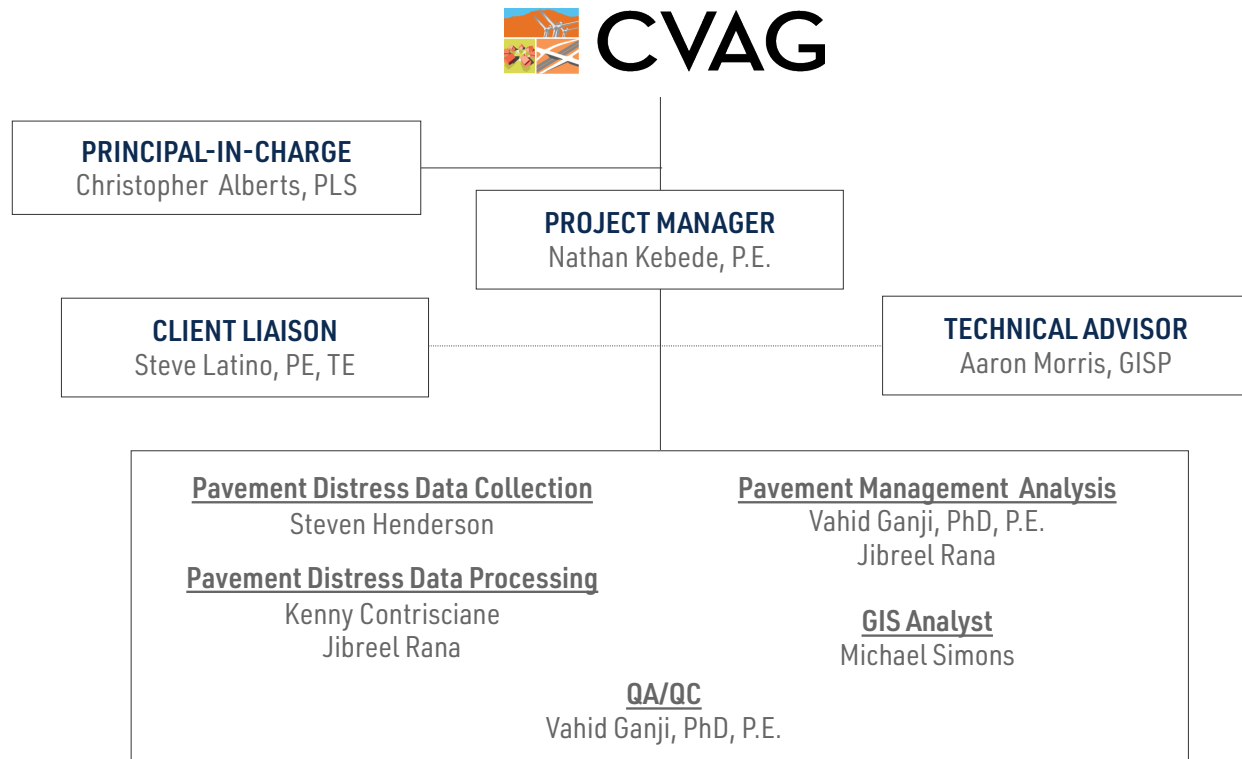 CVAG
PRINCIPAL-IN-CHARGE
Christopher Alberts, PLS
PROJECT MANAGER
Nathan Kebede, P.E.
CLIENT LIAISON
Steve Latino, PE, TE
TECHNICAL ADVISOR
Aaron Morris, GISP
Pavement Distress Data Collection
Steven Henderson
Pavement Distress Data Processing
Kenny Contrisciane
Jibreel Rana
Pavement Management Analysis
Vahid Ganji, PhD, P.E.
Jibreel Rana
GIS Analyst
Michael Simons
QA/QC
Vahid Ganji, PhD, P.E.